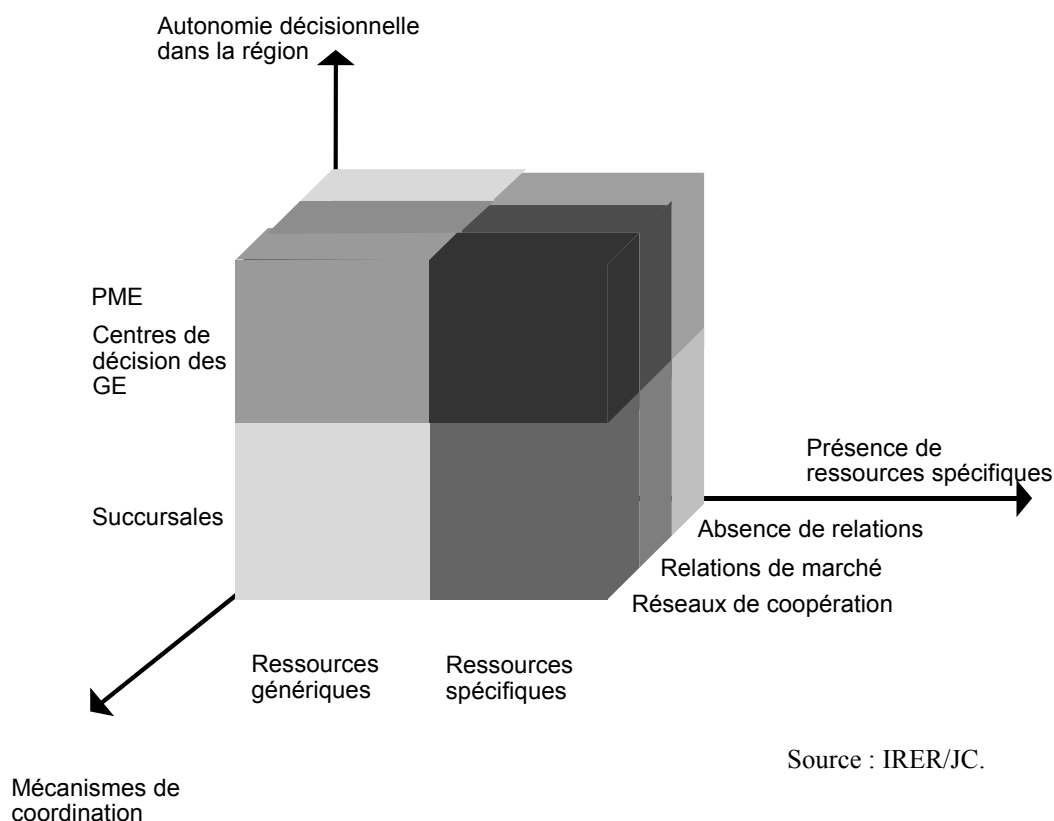 Autonomie décisionnelle
dans la région
PME
Centres de
décision des
GE
Présence de
ressources spécifiques
Succursales
Absence de relations
Relations de marché
Réseaux de coopération
Ressources
génériques
Ressources
spécifiques
Source : IRER/JC.
Mécanismes de
coordination